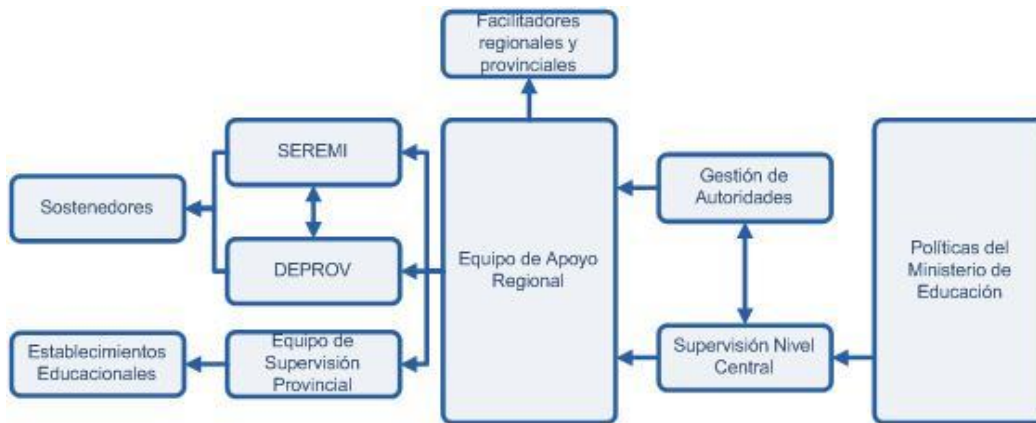 Facilitadores
regionales y
provinciales
SEREMI
Sostenedores
DEPROV
Establecimientos
Educacionales
Equipo de
Supervisión
Provincial
Equipo de Apoyo
Regional
Gestión de
Autoridades
Supervisión Nivel
Central
Políticas del
Ministerio de
Educación